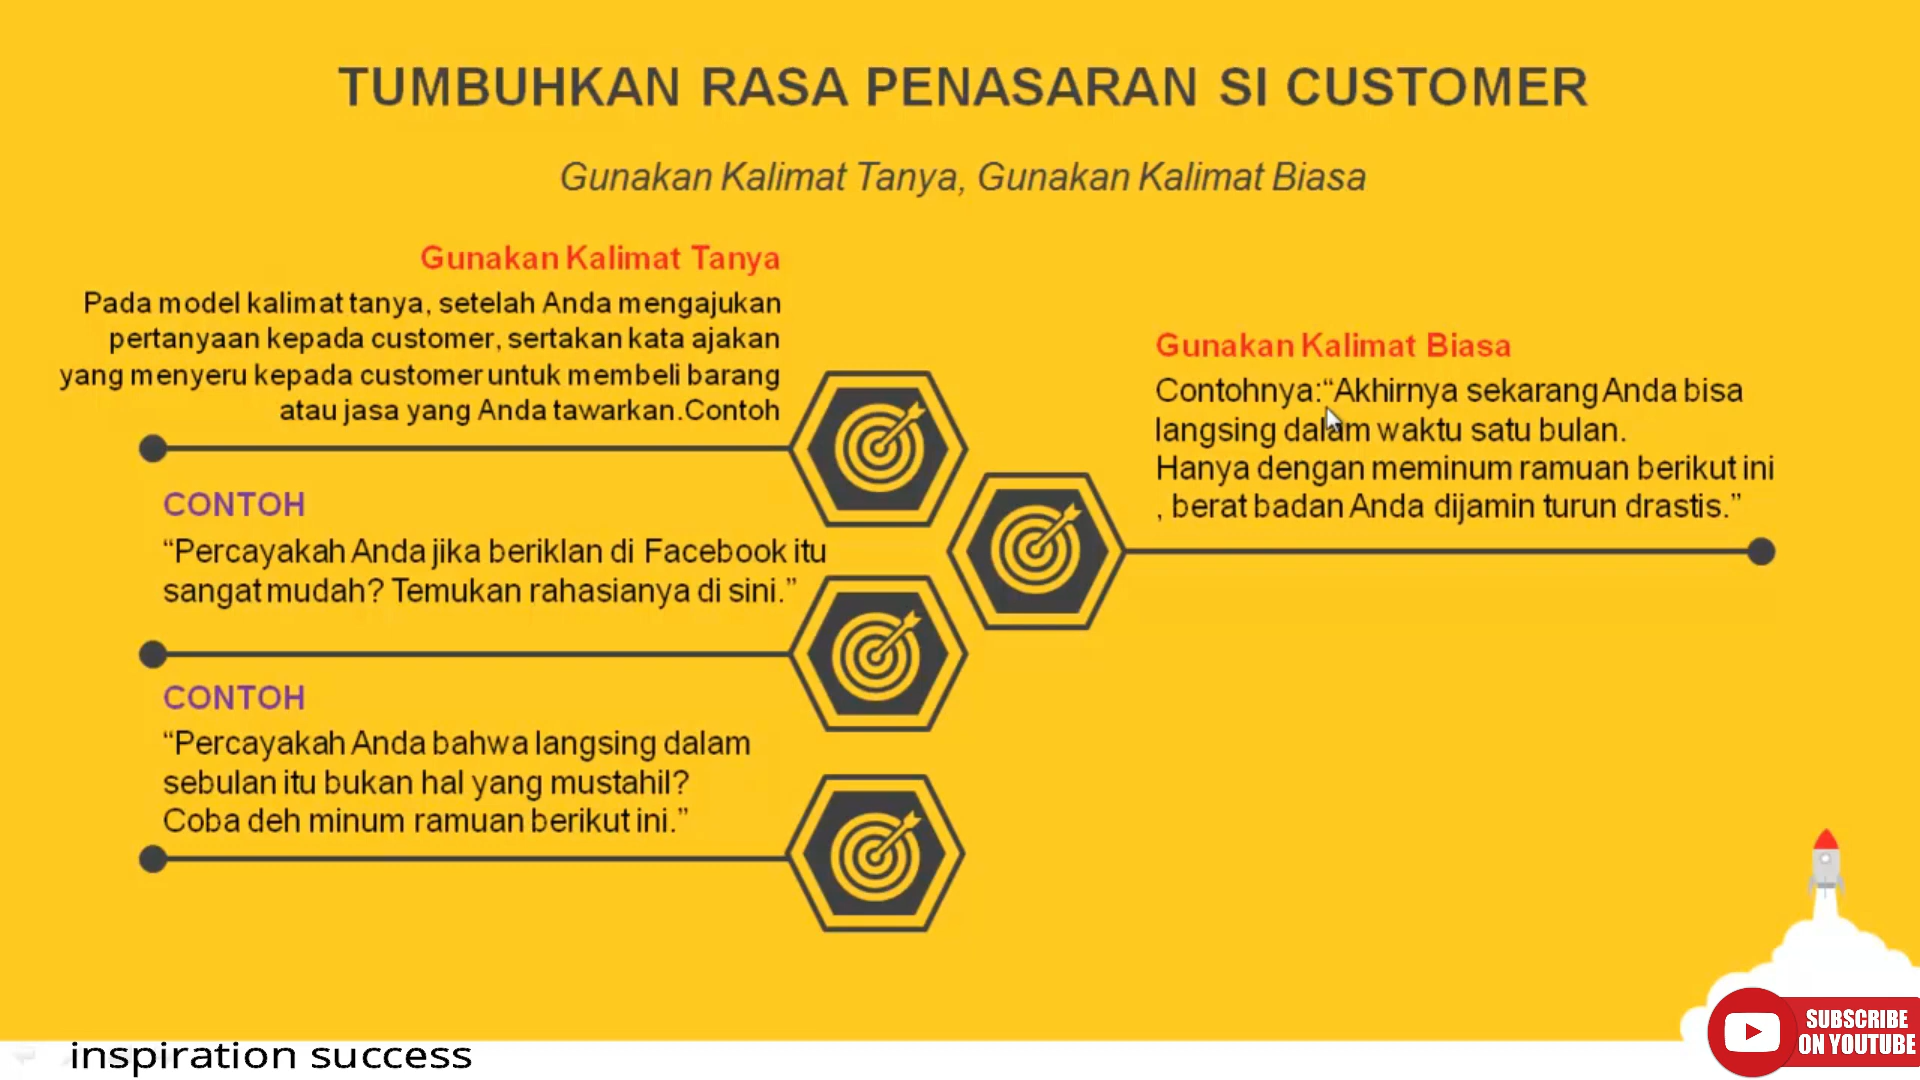 TUMBUHKAN RASA PENASARAN SI CUSTOMER
Gunakan Kalimat Tanya, Gunakan Kalimat Biasa
Gunakan Kalimat Tanya
Pada model kalimat tanya, setelah Anda mengajukan
pertanyaan kepada customer, sertakan kata ajakan
yang menyeru kepada customer untuk membeli barang
atau jasa yang Anda tawarkan.Contoh
CONTOH
“Percayakah Anda jika beriklan di Facebook itu
sangat mudah? Temukan rahasianya di sini.”
CONTOH
“Percayakah Anda bahwa langsing dalam
sebulan itu bukan hal yang mustahil?
Coba deh minum ramuan berikut ini.”
Gunakan Kalimat Biasa
Contohnya:“Akhirnya sekarang Anda bisa
langsing dalam waktu satu bulan.
Hanya dengan meminum ramuan berikut ini
, berat badan Anda dijamin turun drastis.”
inspiration success
SUBSCRIBE
ON YOUTUBE